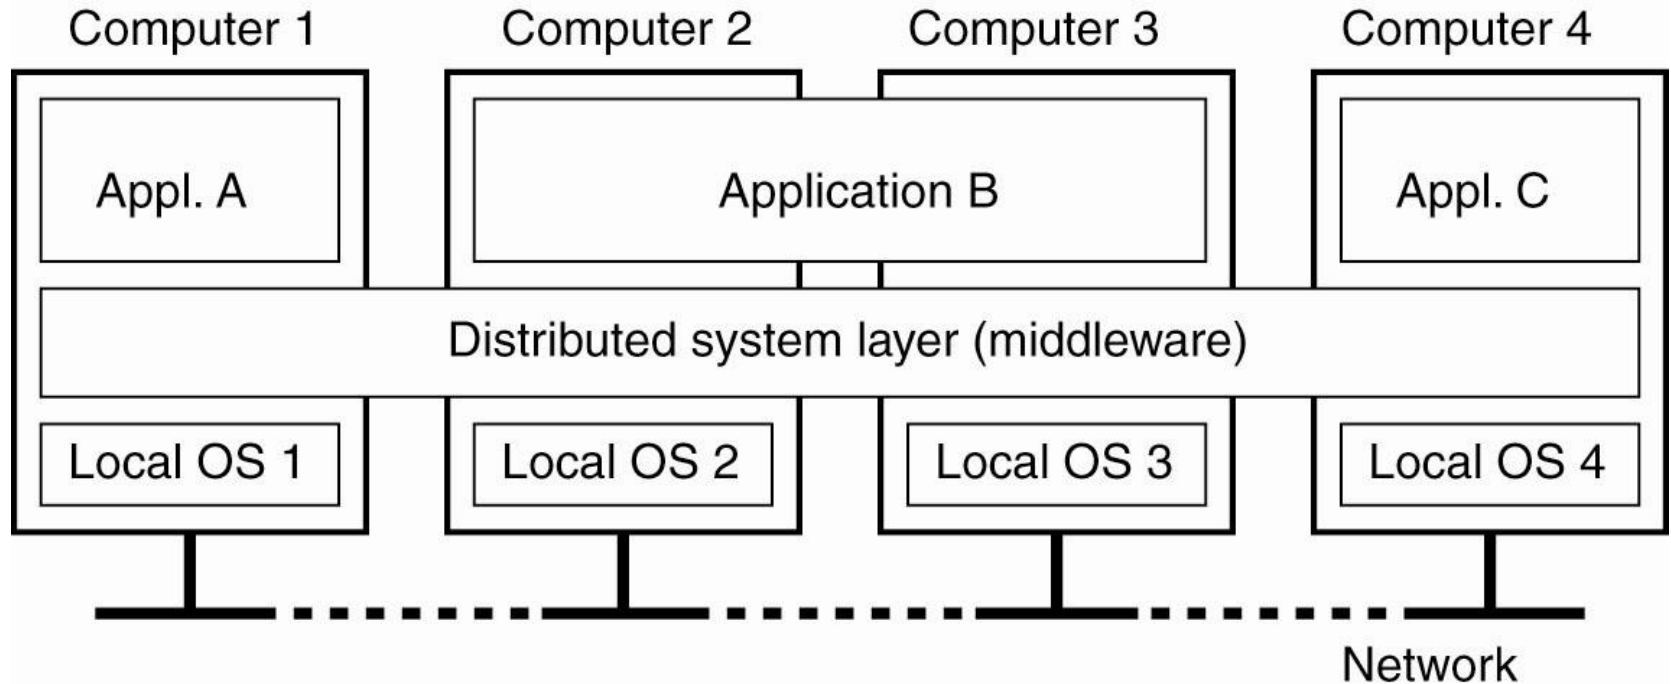 Computer 1 Computer 2 Computer 3 Computer 4
Appl. A Application B Appl. C
Distributed system layer (middleware)
Local OS 1 Local OS 2 Local OS 3 Local OS 4
Network